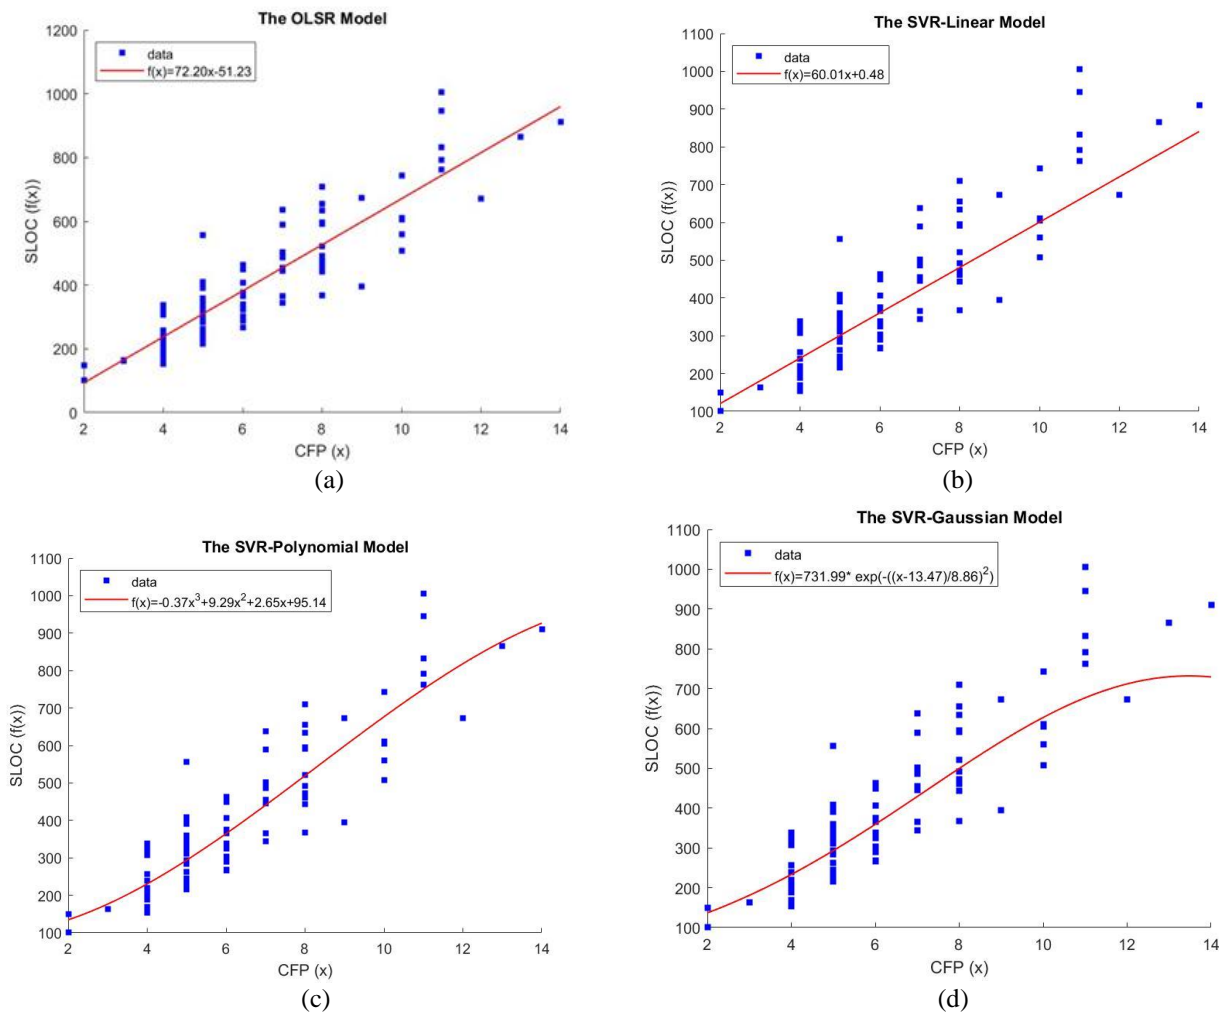 The OLSR Model
data
f(x)=72.20x-51.23
1200
1000
800
600
400
200
0
SLOC (f(x))
2 4 6 8 10 12 14
CFP (x)
(a)
The SVR-Linear Model
data
f(x)=60.01x+0.48
1100
1000
900
800
700
600
500
400
300
200
100
SLOC (f(x))
2 4 6 8 10 12 14
CFP (x)
(b)
The SVR-Polynomial Model
data
f(x)=-0.37x³+9.29x²+2.65x+95.14
1100
1000
900
800
700
600
500
400
300
200
100
SLOC (f(x))
2 4 6 8 10 12 14
CFP (x)
(c)
The SVR-Gaussian Model
data
f(x)=731.99* exp(-((x-13.47)/8.86)²)
1100
1000
900
800
700
600
500
400
300
200
100
SLOC (f(x))
2 4 6 8 10 12 14
CFP (x)
(d)